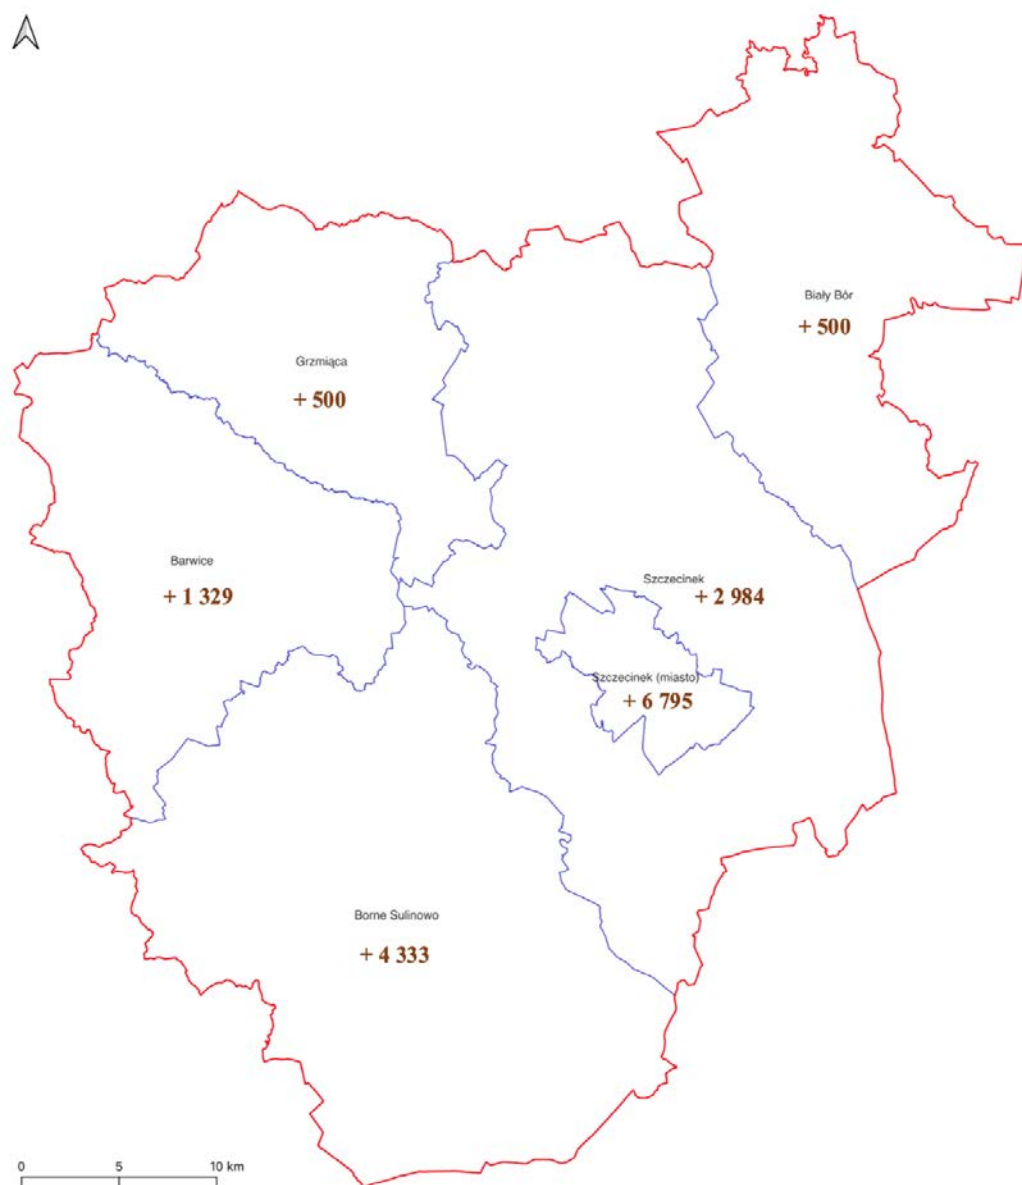 Biały Bór
+ 500
Grzmiąca
+ 500
Barwice
+ 1 329
Szczecinek
+ 2 984
Szczecinek (miasto)
+ 6 795
Borne Sulinowo
+ 4 333
0 5 10 km